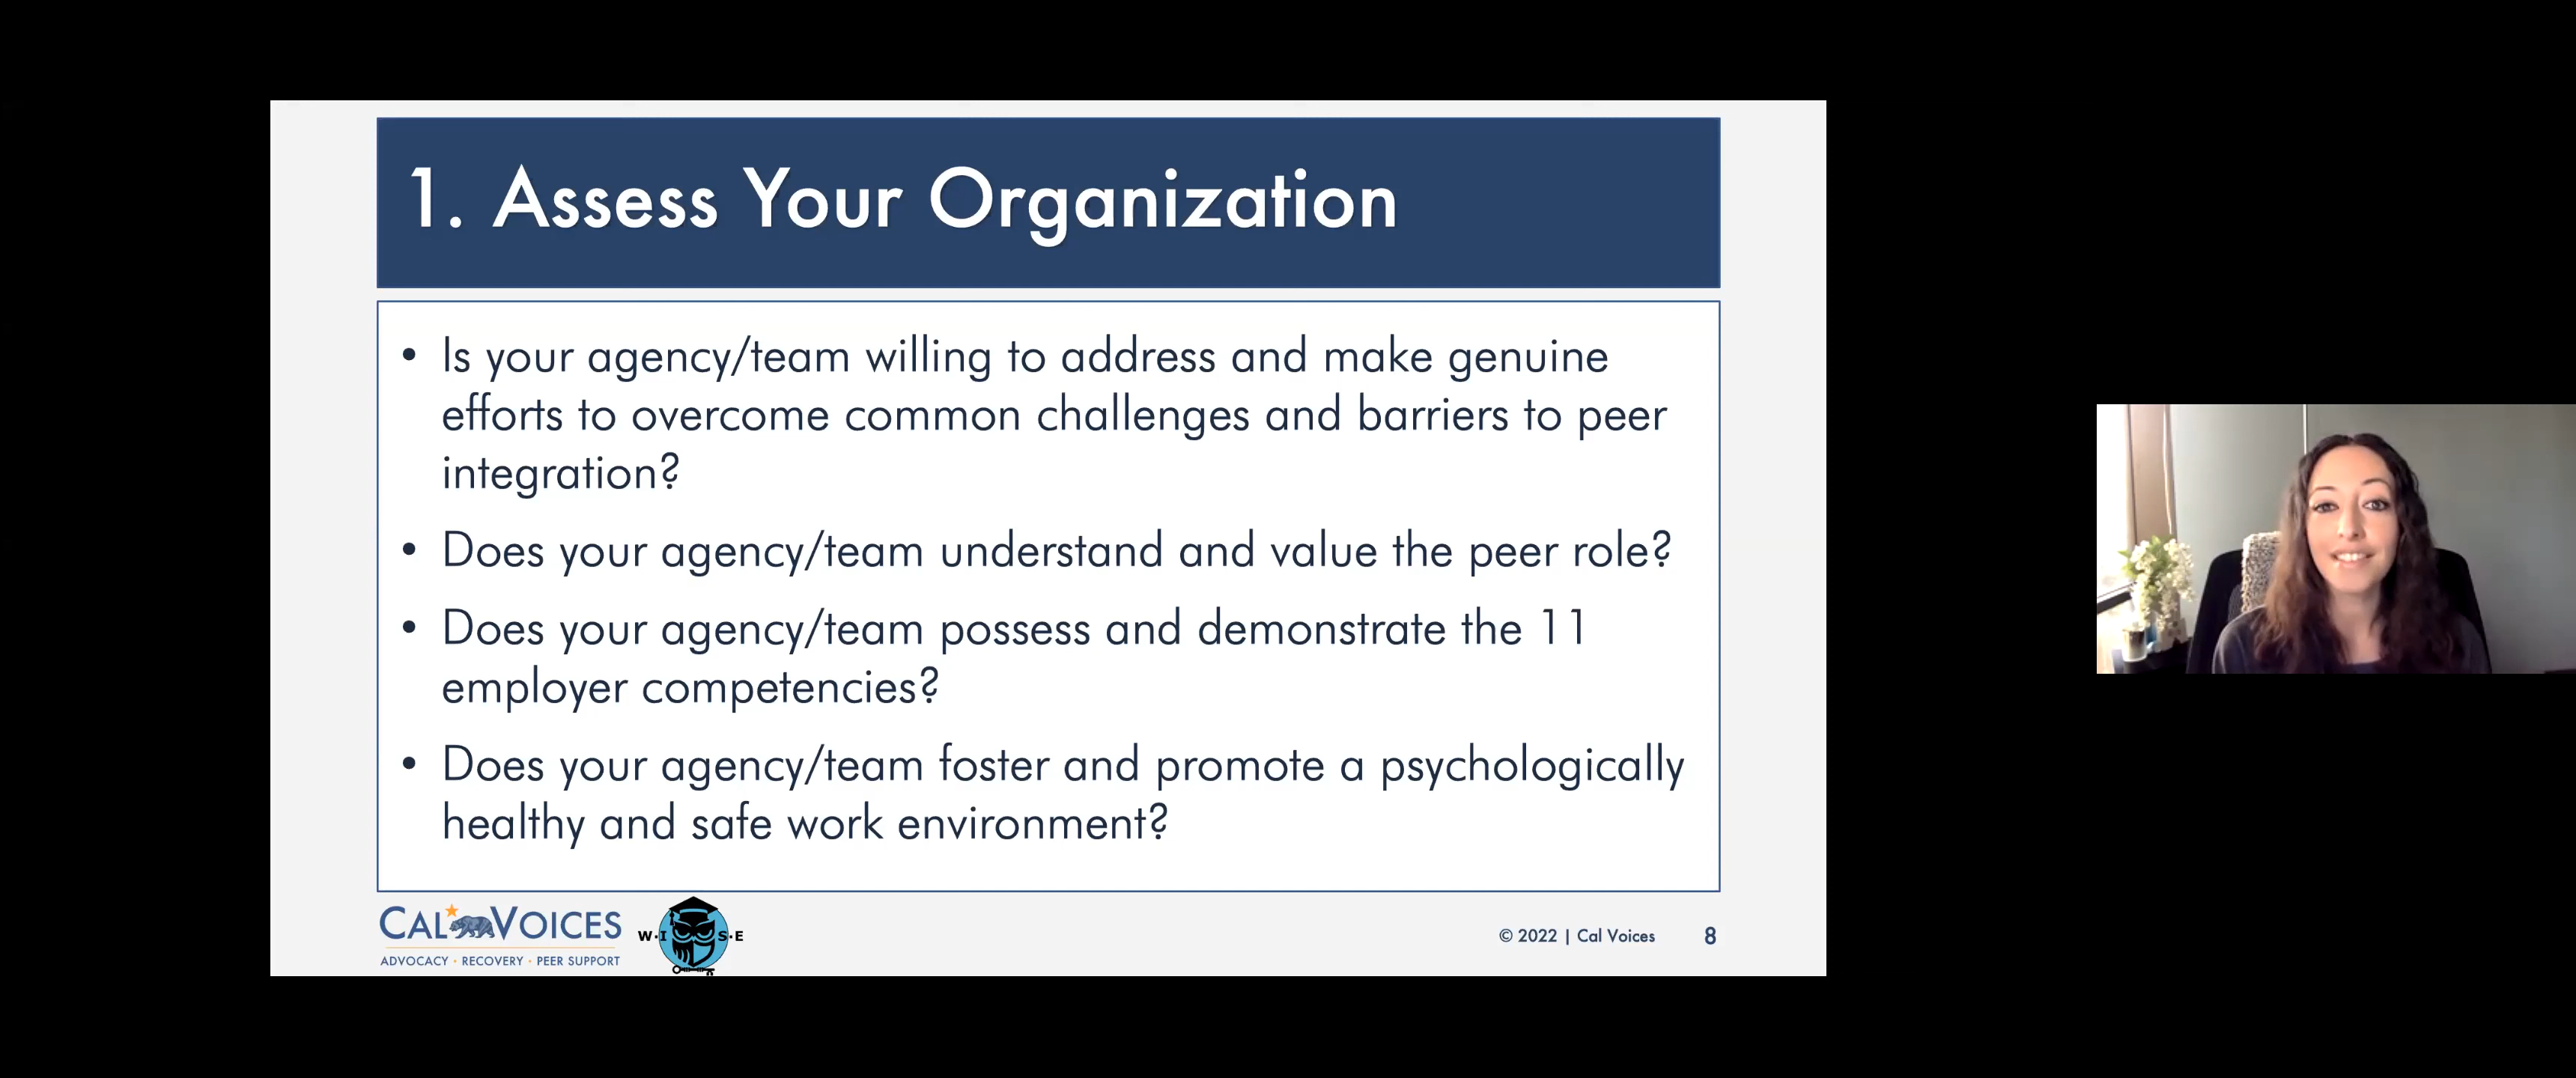 1. Assess Your Organization
• Is your agency/team willing to address and make genuine
efforts to overcome common challenges and barriers to peer
integration?
• Does your agency/team understand and value the peer role?
• Does your agency/team possess and demonstrate the 11
employer competencies?
• Does your agency/team foster and promote a psychologically
healthy and safe work environment?
CAL VOICES
ADVOCACY · RECOVERY · PEER SUPPORT
W·I S·E
© 2022 | Cal Voices 8